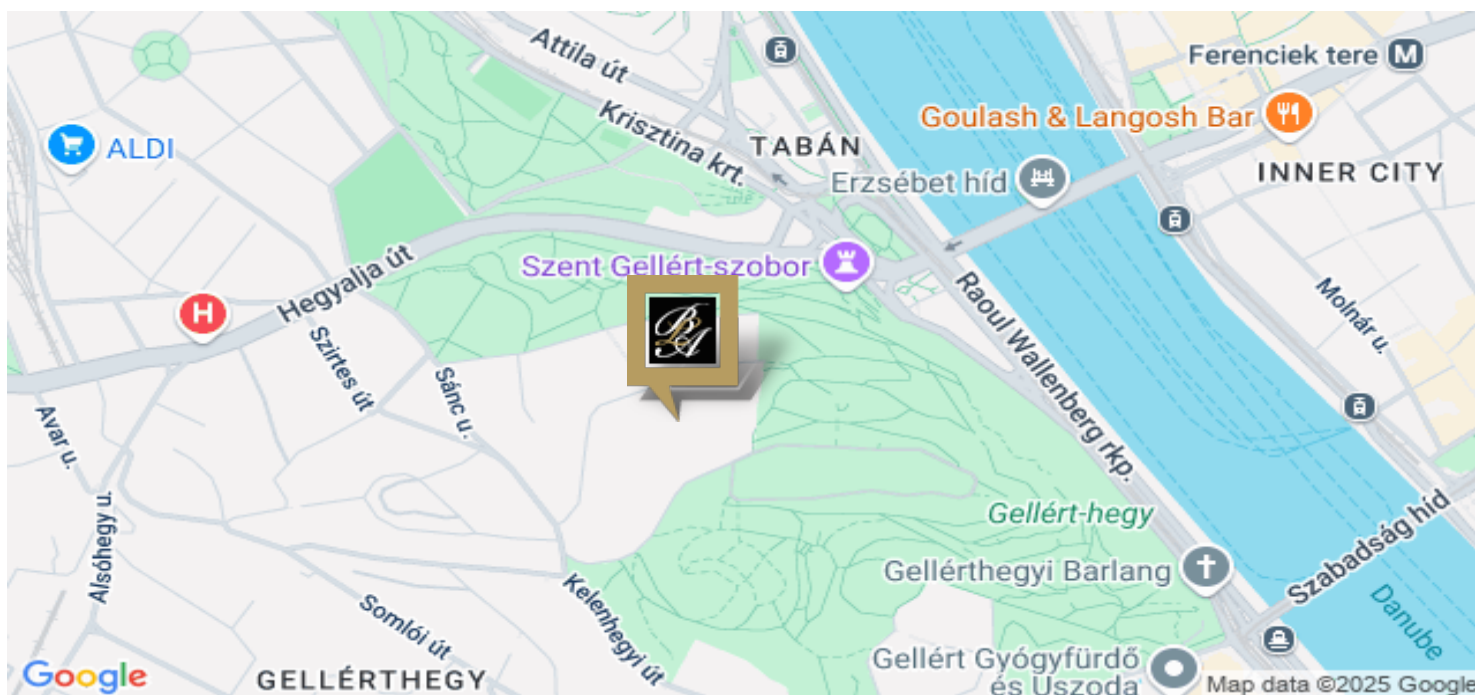 Attila út
Ferenciek tere M
Goulash & Langosh Bar
Krisztina krt.
TABÁN
ALDI
INNER CITY
Erzsébet híd
Szent Gellért-szobor
Hegyalja út
H
Raoul Wallenberg rkp.
Molnár u.
B&A
Szirtes út
Sánc u.
Avar u.
Alsóhegy u.
Gellért-hegy
Gellérthegyi Barlang
Szabadság híd
Kelenhegyi út
Somlói út
Danube
Gellért Gyógyfürdő
és Uszoda
Google
GELLÉRTHEGY
Map data ©2025 Google